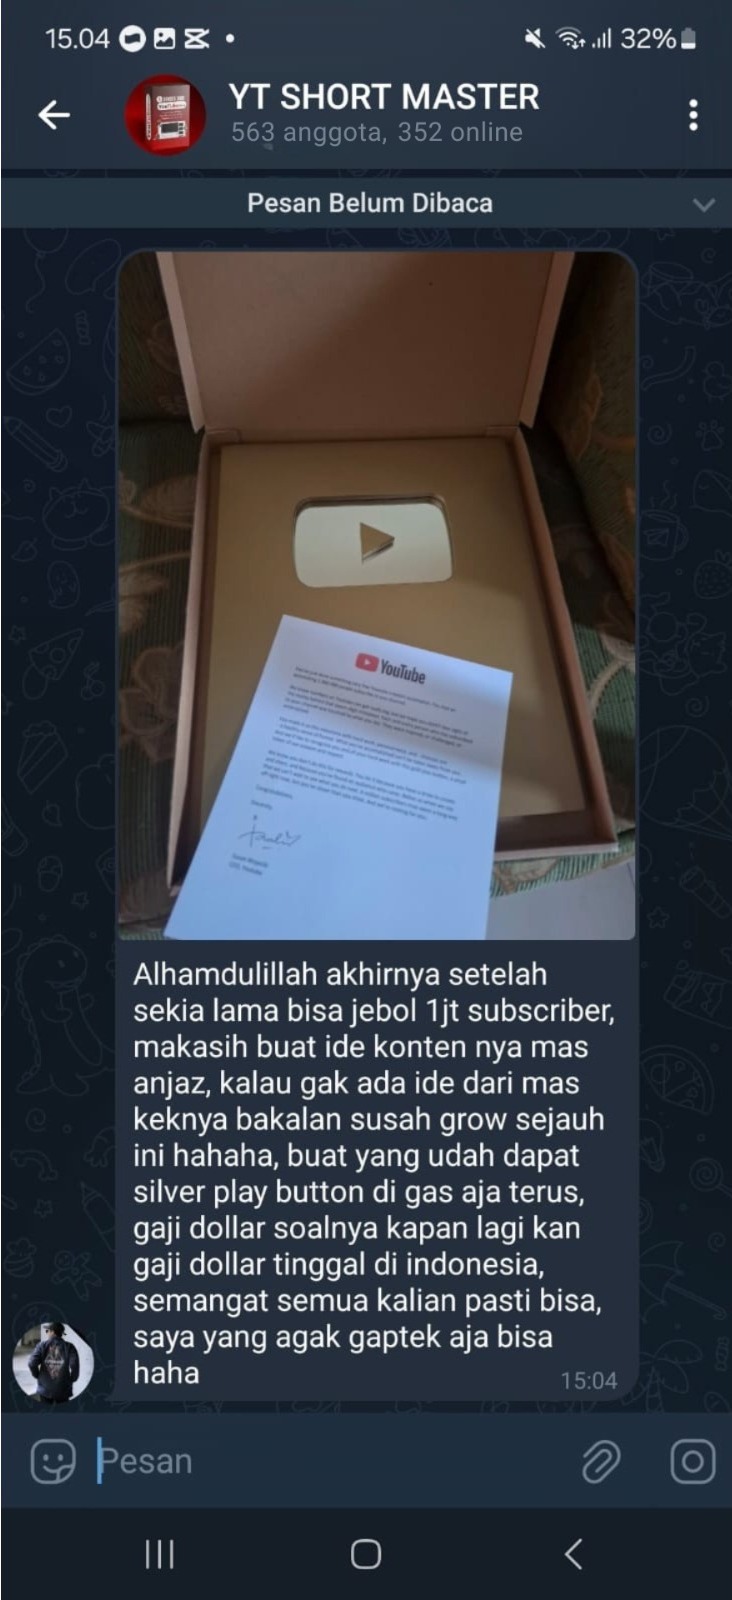 15.04
32%
YT SHORT MASTER
563 anggota, 352 online
Pesan Belum Dibaca
YouTube
Alhamdulillah akhirnya setelah
sekia lama bisa jebol 1jt subscriber,
makasih buat ide konten nya mas
anjaz, kalau gak ada ide dari mas
keknya bakalan susah grow sejauh
ini hahaha, buat yang udah dapat
silver play button di gas aja terus,
gaji dollar soalnya kapan lagi kan
gaji dollar tinggal di indonesia,
semangat semua kalian pasti bisa,
saya yang agak gaptek aja bisa
haha
15:04
Pesan